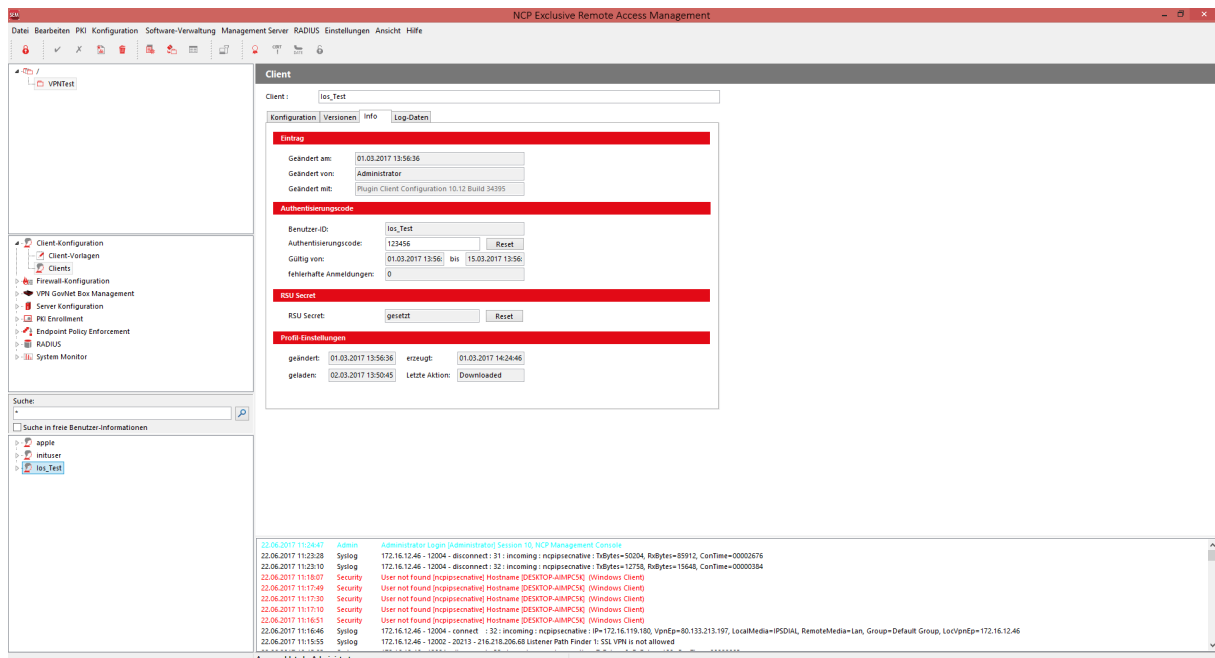 SEM
NCP Exclusive Remote Access Management
Datei Bearbeiten PKI Konfiguration Software-Verwaltung Management Server RADIUS Einstellungen Ansicht Hilfe
/
VPNTest
Client-Konfiguration
Client-Vorlagen
Clients
Firewall-Konfiguration
VPN GovNet Box Management
Server Konfiguration
PKI Enrollment
Endpoint Policy Enforcement
RADIUS
System Monitor
Suche:
*
Suche in freie Benutzer-Informationen
apple
inituser
Ios_Test
Client
Client : Ios_Test
Konfiguration Versionen Info Log-Daten
Eintrag
Geändert am: 01.03.2017 13:56:36
Geändert von: Administrator
Geändert mit: Plugin Client Configuration 10.12 Build 34395
Authentisierungscode
Benutzer-ID: Ios_Test
Authentisierungscode: 123456 Reset
Gültig von: 01.03.2017 13:56: bis 15.03.2017 13:56:
fehlerhafte Anmeldungen: 0
RSU Secret
RSU Secret: gesetzt Reset
Profil-Einstellungen
geändert: 01.03.2017 13:56:36 erzeugt: 01.03.2017 14:24:46
geladen: 02.03.2017 13:50:45 Letzte Aktion: Downloaded
22.06.2017 11:24:47 Admin Administrator Login [Administrator] Session 10, NCP Management Console
22.06.2017 11:23:28 Syslog 172.16.12.46 - 12004 - disconnect : 31 : incoming : ncpipsecnative : TxBytes=50204, RxBytes=85912, ConTime=00002676
22.06.2017 11:23:10 Syslog 172.16.12.46 - 12004 - disconnect : 32 : incoming : ncpipsecnative : TxBytes=12758, RxBytes=15648, ConTime=00000384
22.06.2017 11:18:07 Security User not found [ncpipsecnative] Hostname [DESKTOP-AIMPC5K] (Windows Client)
22.06.2017 11:17:49 Security User not found [ncpipsecnative] Hostname [DESKTOP-AIMPC5K] (Windows Client)
22.06.2017 11:17:30 Security User not found [ncpipsecnative] Hostname [DESKTOP-AIMPC5K] (Windows Client)
22.06.2017 11:17:10 Security User not found [ncpipsecnative] Hostname [DESKTOP-AIMPC5K] (Windows Client)
22.06.2017 11:16:51 Security User not found [ncpipsecnative] Hostname [DESKTOP-AIMPC5K] (Windows Client)
22.06.2017 11:16:46 Syslog 172.16.12.46 - 12004 - connect : 32 : incoming : ncpipsecnative : IP=172.16.119.180, VpnEp=80.133.213.197, LocalMedia=IPSDIAL, RemoteMedia=Lan, Group=Default Group, LocVpnEp=172.16.12.46
22.06.2017 11:15:55 Syslog 172.16.12.46 - 12002 - 20213 - 216.218.206.68 Listener Path Finder 1: SSL VPN is not allowed